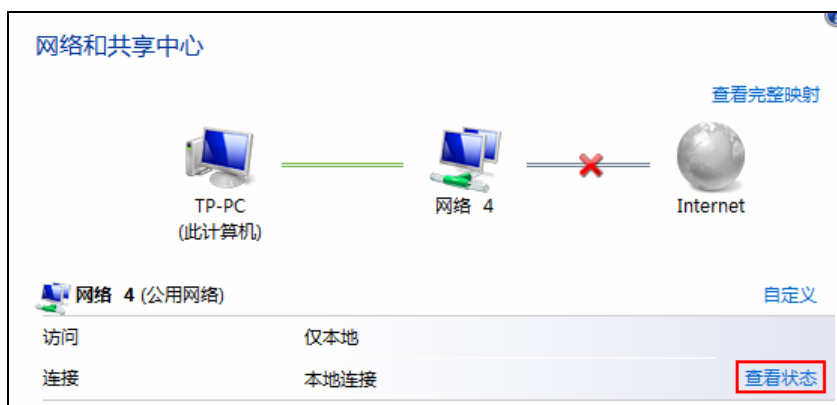 网络和共享中心
查看完整映射
TP-PC
(此计算机)
网络 4
Internet
网络 4 (公用网络) 自定义
访问 仅本地
连接 本地连接 查看状态